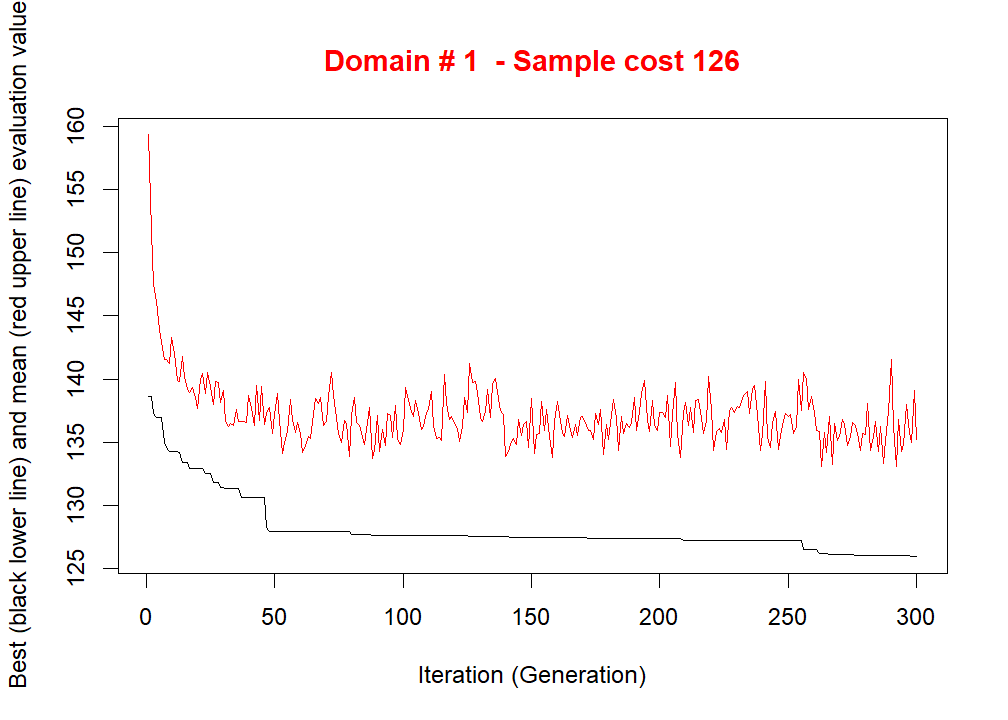 Domain # 1  - Sample cost 126
Best (black lower line) and mean (red upper line) evaluation value
160
155
150
145
140
135
130
125
0 50 100 150 200 250 300
Iteration (Generation)